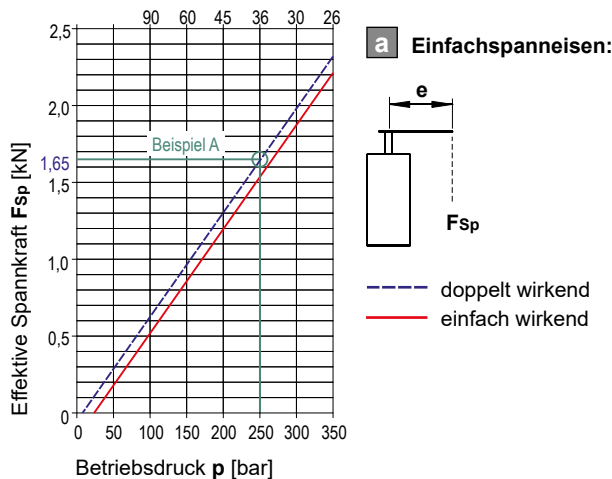 90 60 45 36 30 26
2,5
2,0
1,65
1,5
1,0
0,5
0
Effektive Spannkraft FSp [kN]
Beispiel A
0 50 100 150 200 250 300 350
Betriebsdruck p [bar]
a Einfachspanneisen:
e
FSp
doppelt wirkend
einfach wirkend